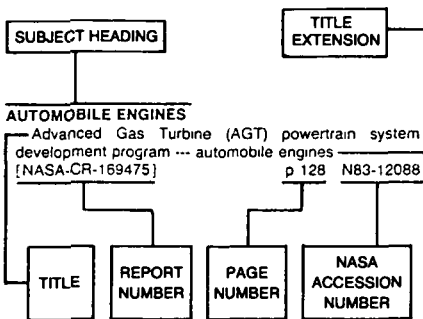 SUBJECT HEADING
TITLE
EXTENSION
AUTOMOBILE ENGINES
Advanced Gas Turbine (AGT) powertrain system
development program --- automobile engines
[NASA-CR-169475] p 128 N83-12088
TITLE
REPORT
NUMBER
PAGE
NUMBER
NASA
ACCESSION
NUMBER